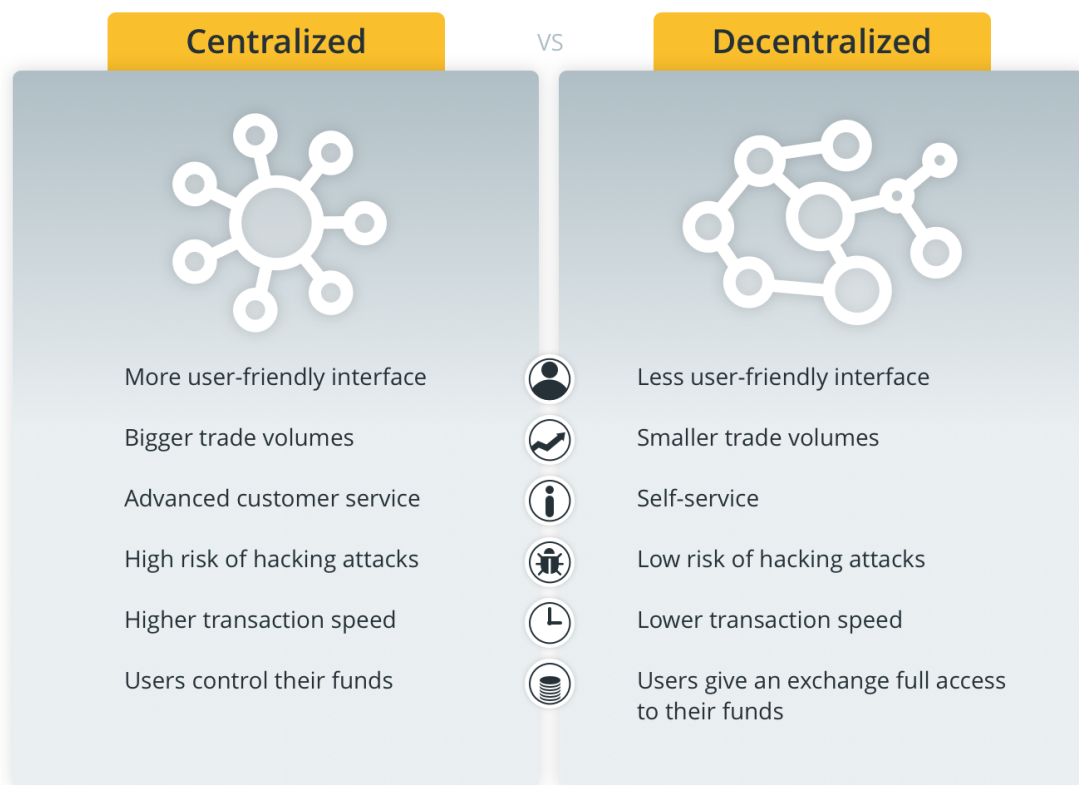 Centralized
VS
Decentralized
More user-friendly interface
Less user-friendly interface
Bigger trade volumes
Smaller trade volumes
Advanced customer service
Self-service
High risk of hacking attacks
Low risk of hacking attacks
Higher transaction speed
Lower transaction speed
Users control their funds
Users give an exchange full access
to their funds